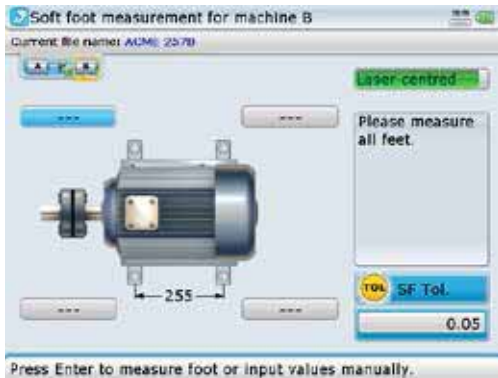 Soft foot measurement for machine B
Current file name: ACME 2578
A B
Laser centred
--- ---
Please measure
all feet.
255
--- ---
TOL SF Tol.
0.05
Press Enter to measure foot or input values manually.